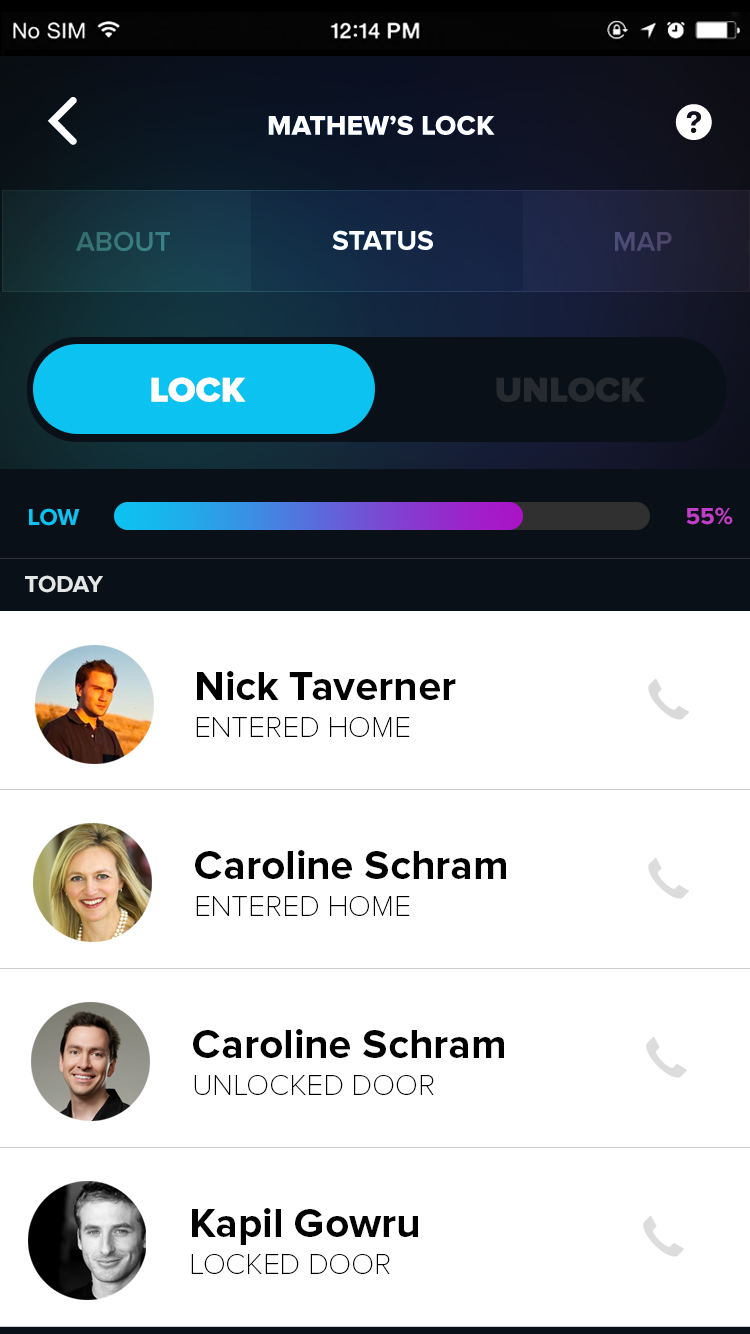 No SIM 12:14 PM
MATHEW’S LOCK ?
ABOUT STATUS MAP
LOCK UNLOCK
LOW 55%
TODAY
Nick Taverner
ENTERED HOME
Caroline Schram
ENTERED HOME
Caroline Schram
UNLOCKED DOOR
Kapil Gowru
LOCKED DOOR